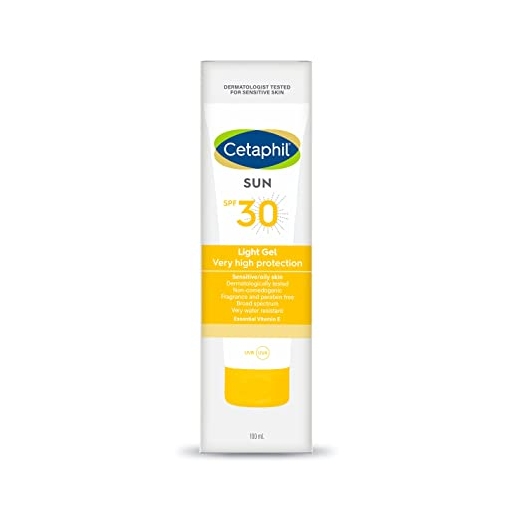 DERMATOLOGIST TESTED
FOR SENSITIVE SKIN
Cetaphil®
SUN
SPF 30
Light Gel
Very high protection
Sensitive/oily skin
Dermatologically tested
Non-comedogenic
Fragrance and paraben free
Broad spectrum
Very water resistant
Essential Vitamin E
UVB UVA
100 mL